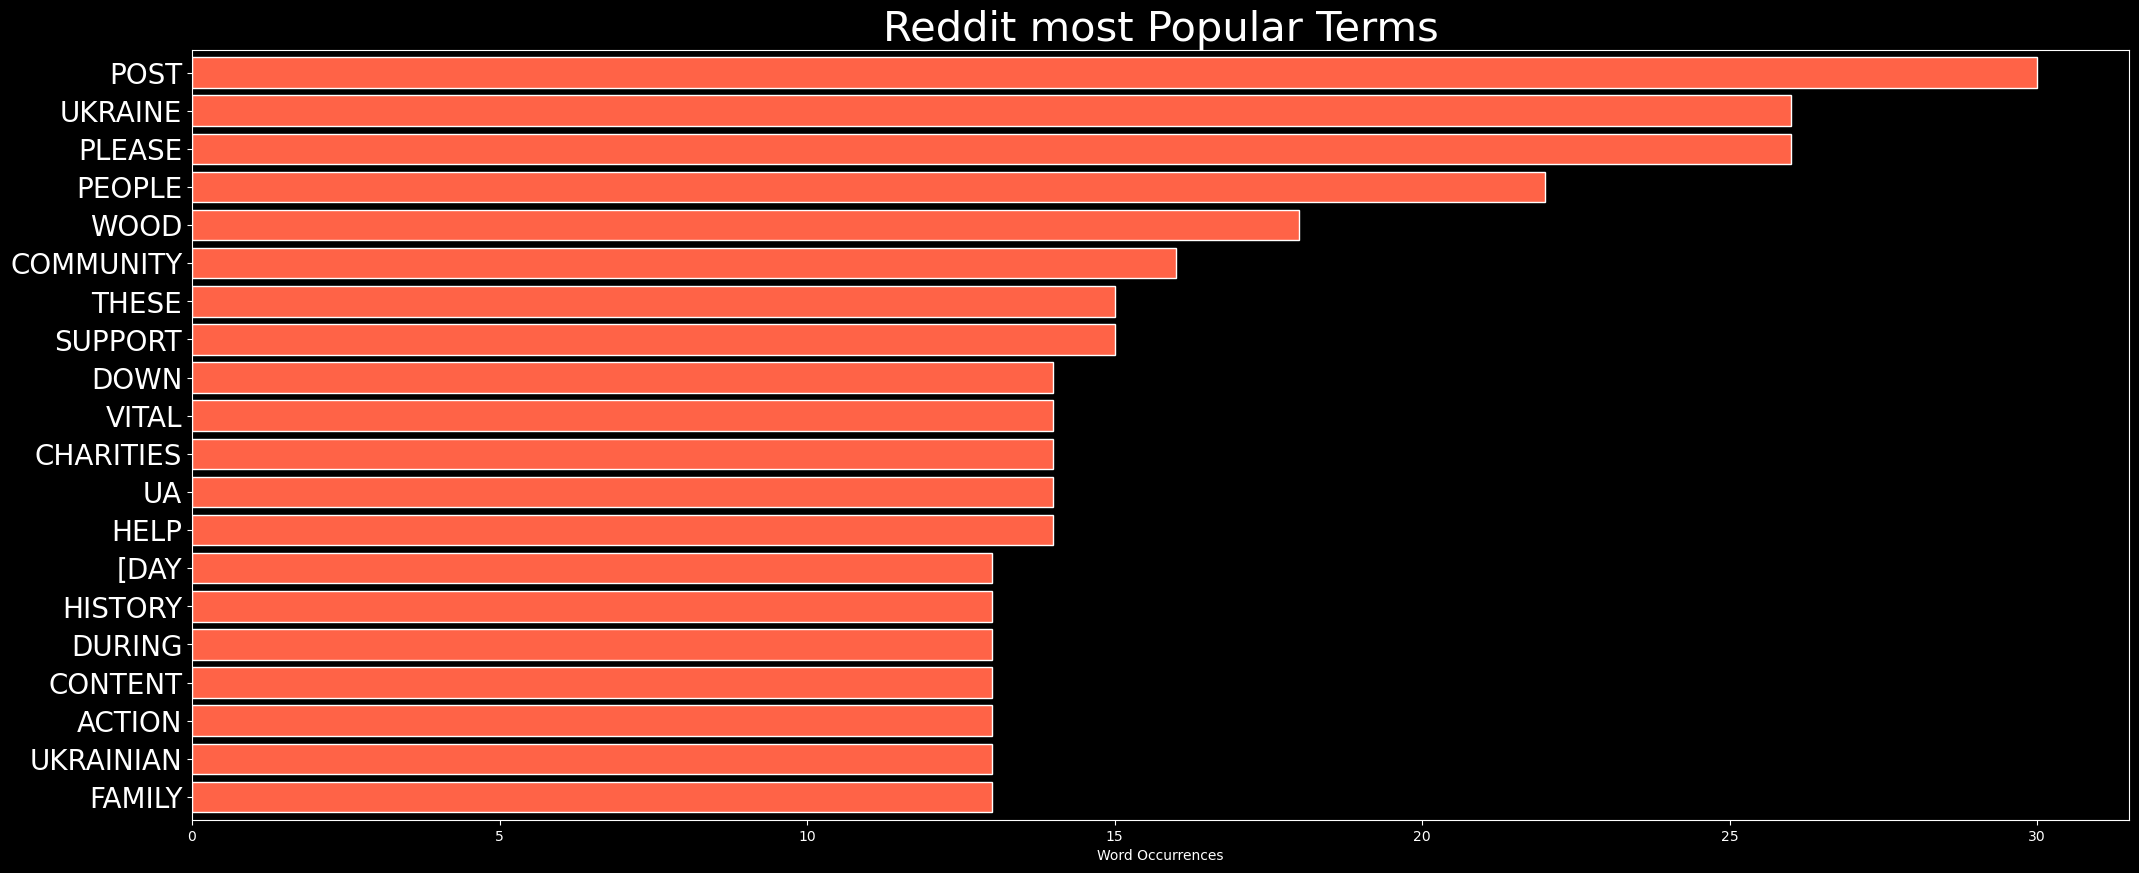 Reddit most Popular Terms
POST
UKRAINE
PLEASE
PEOPLE
WOOD
COMMUNITY
THESE
SUPPORT
DOWN
VITAL
CHARITIES
UA
HELP
[DAY
HISTORY
DURING
CONTENT
ACTION
UKRAINIAN
FAMILY
0 5 10 15 20 25 30
Word Occurrences